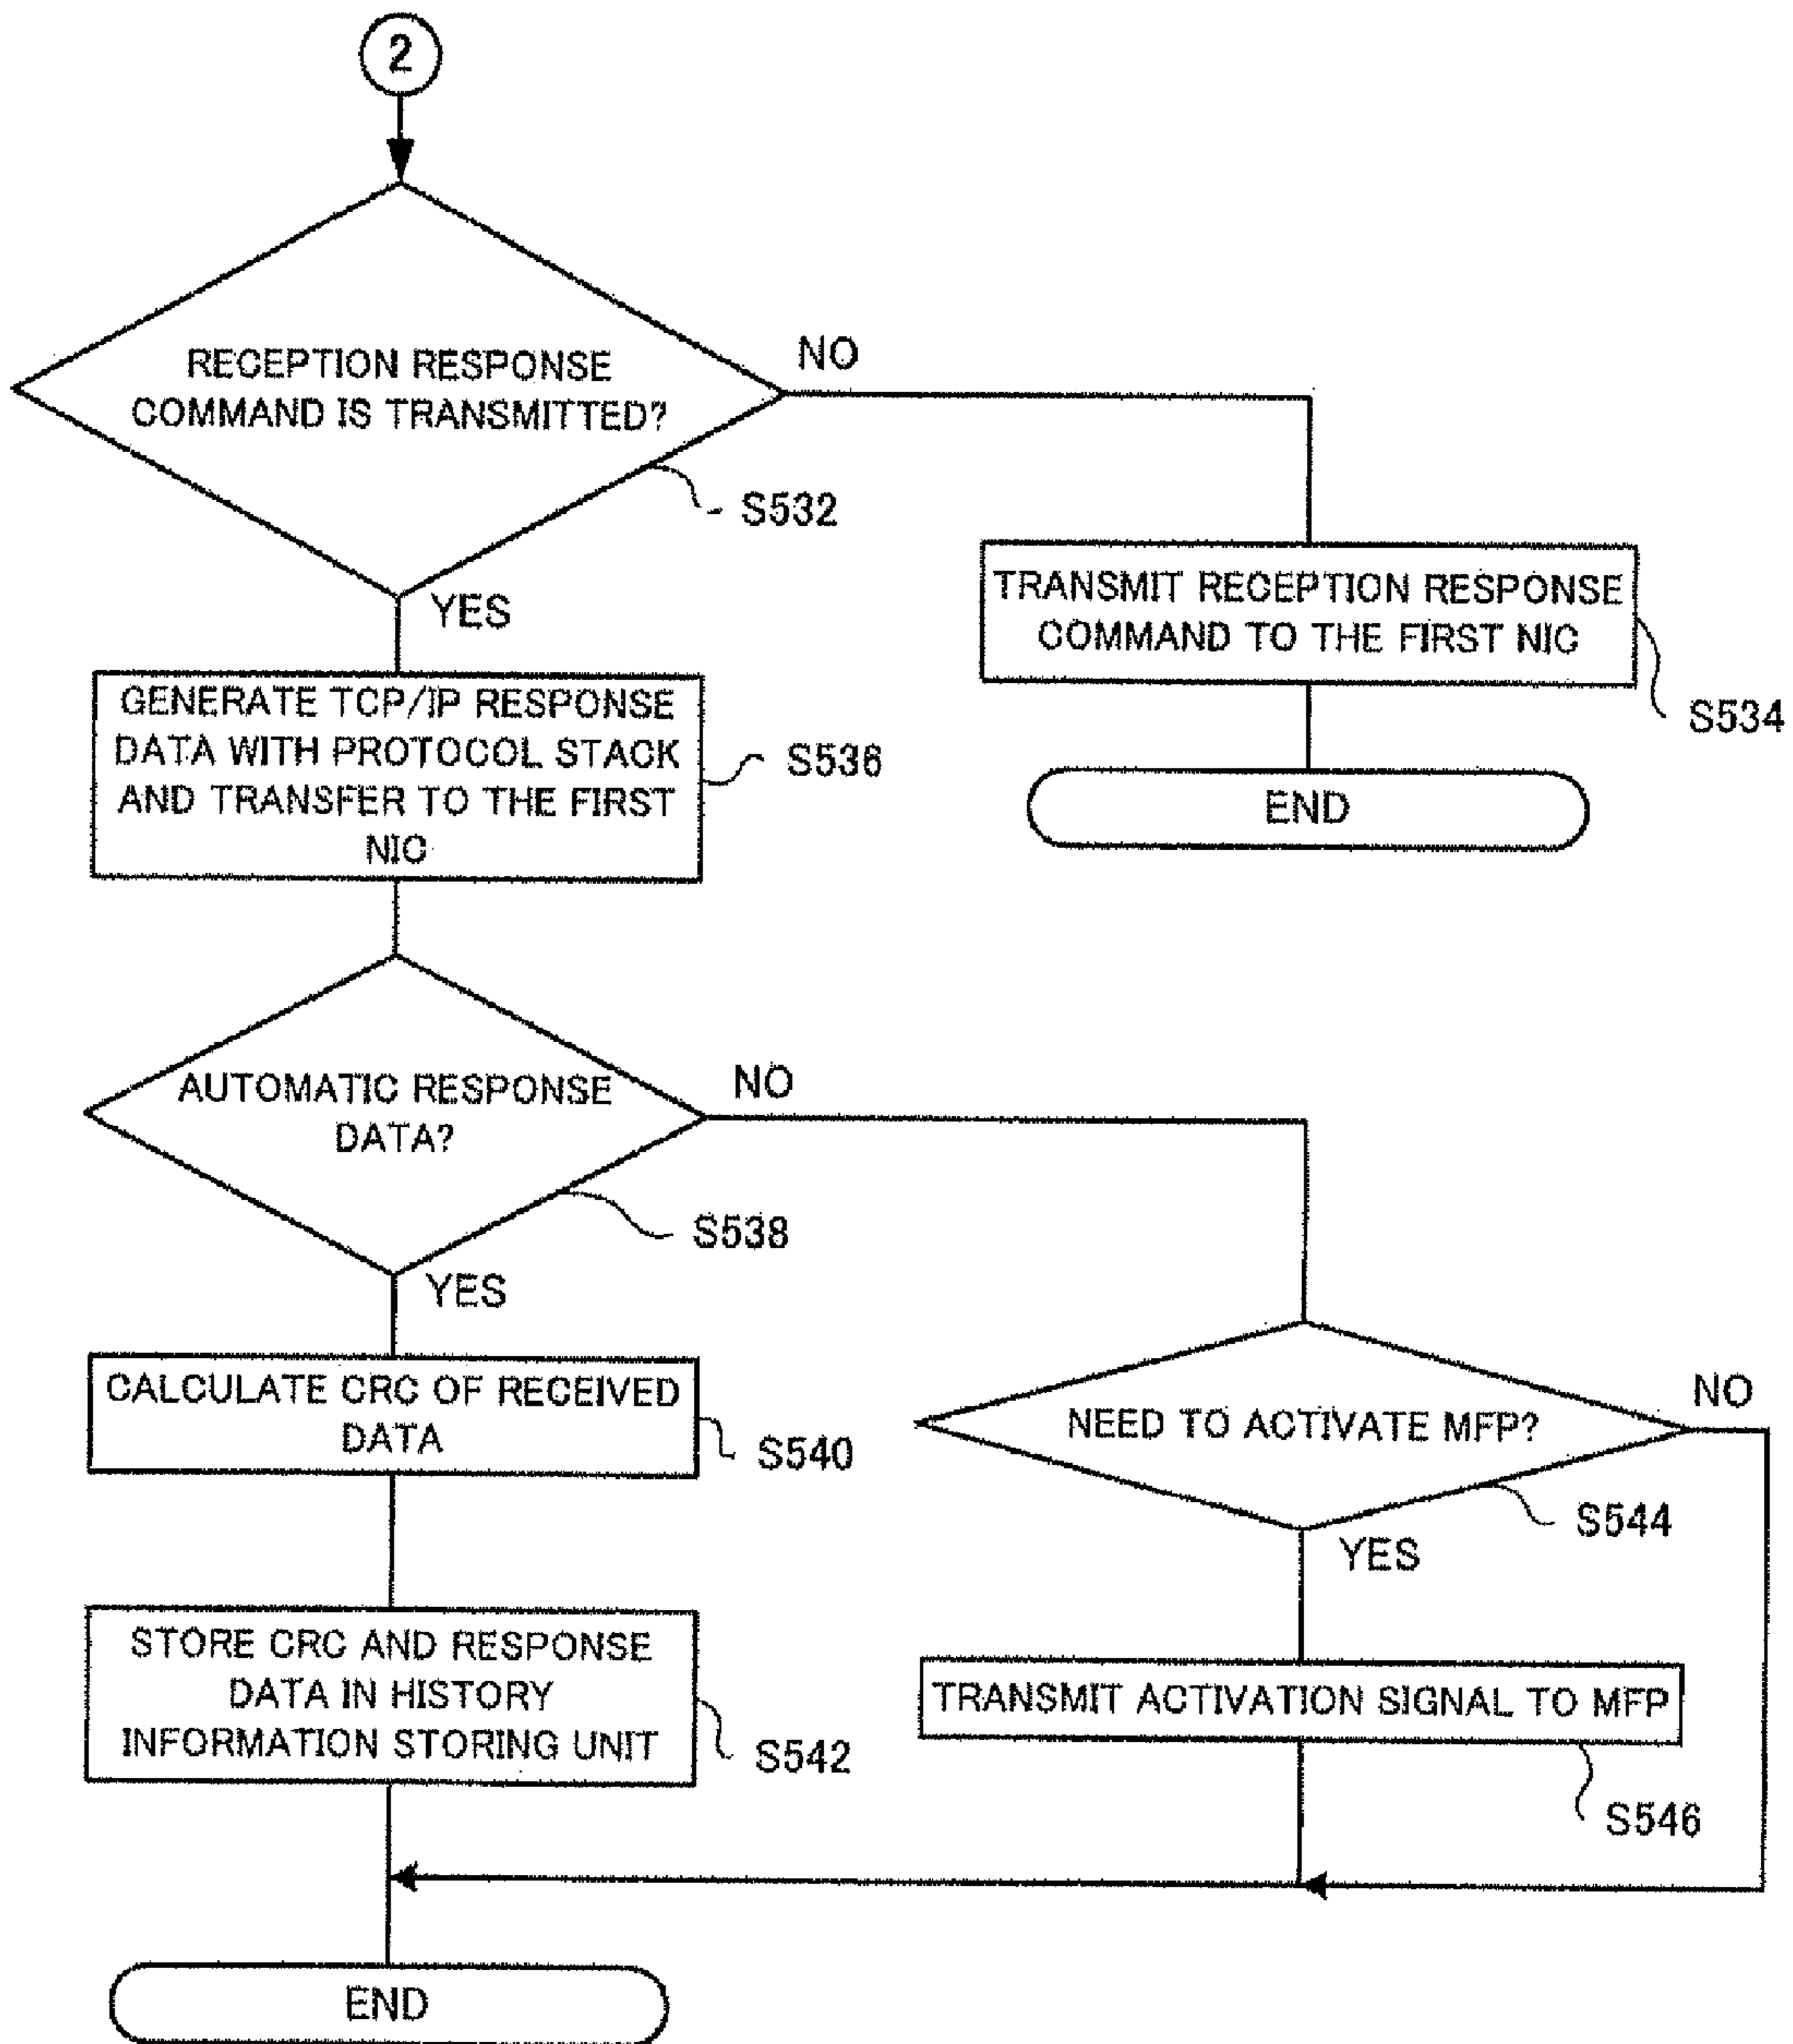 2
RECEPTION RESPONSE
COMMAND IS TRANSMITTED?
NO
S532
YES
TRANSMIT RECEPTION RESPONSE
COMMAND TO THE FIRST NIC
S534
END
GENERATE TCP/IP RESPONSE
DATA WITH PROTOCOL STACK
AND TRANSFER TO THE FIRST
NIC
S536
AUTOMATIC RESPONSE
DATA?
NO
S538
YES
CALCULATE CRC OF RECEIVED
DATA
S540
NEED TO ACTIVATE MFP?
NO
S544
YES
STORE CRC AND RESPONSE
DATA IN HISTORY
INFORMATION STORING UNIT
S542
TRANSMIT ACTIVATION SIGNAL TO MFP
S546
END